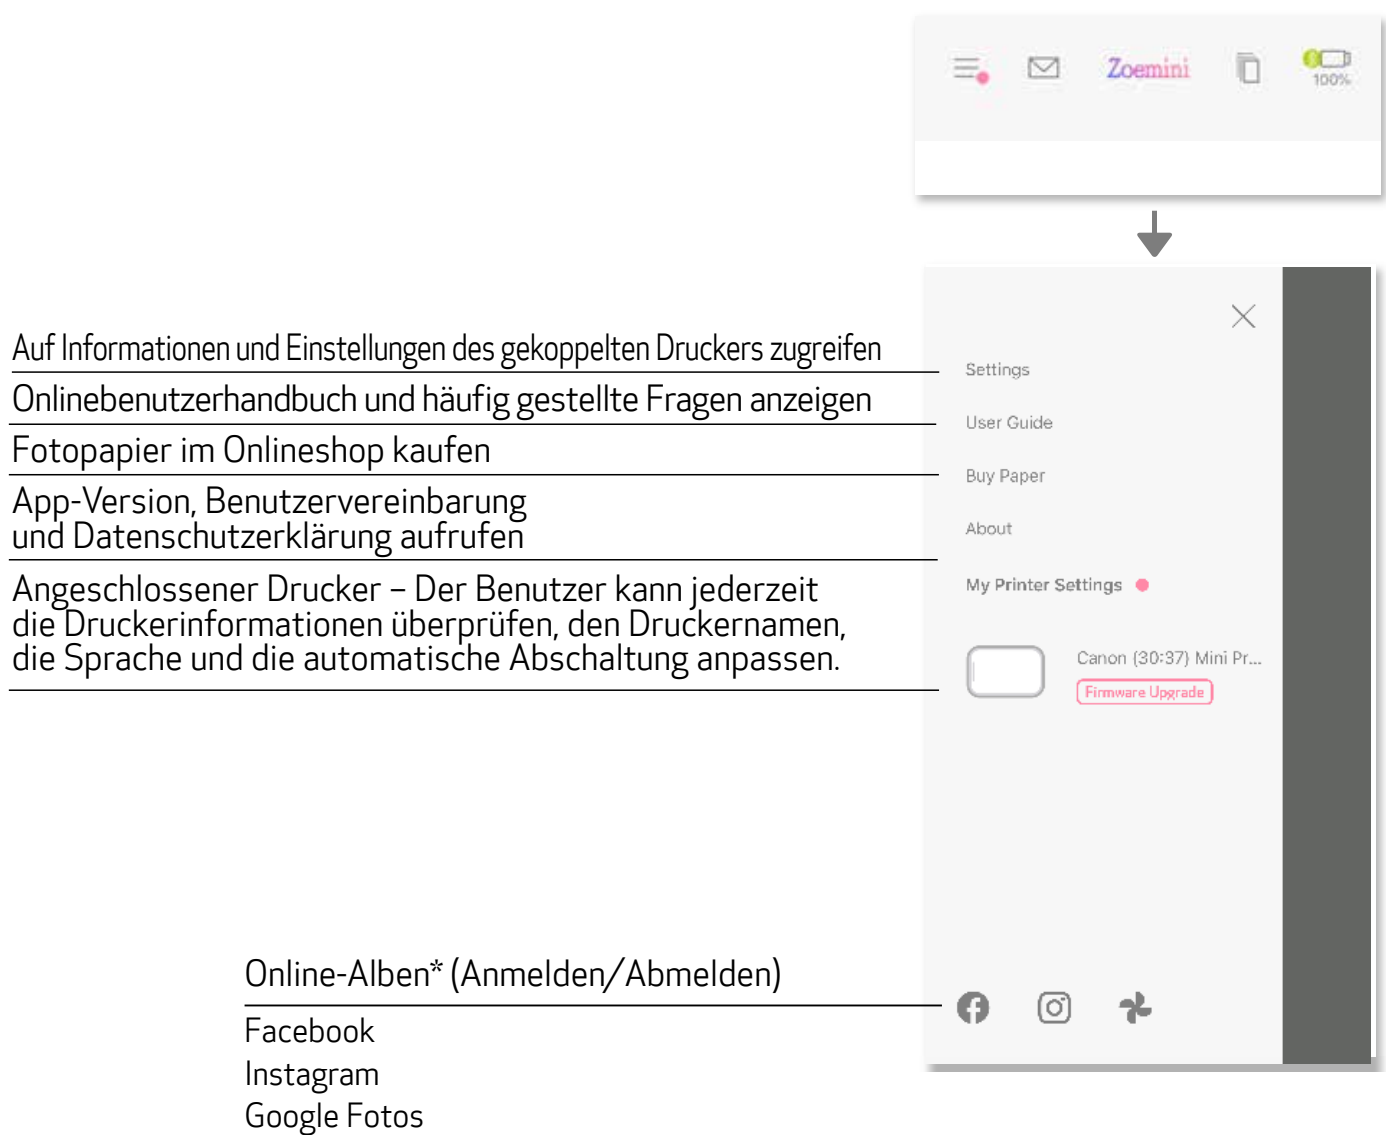 Zoemini
100%
Auf Informationen und Einstellungen des gekoppelten Druckers zugreifen
Settings
Onlinebenutzerhandbuch und häufig gestellte Fragen anzeigen
User Guide
Fotopapier im Onlineshop kaufen
Buy Paper
App-Version, Benutzervereinbarung
und Datenschutzerklärung aufrufen
About
Angeschlossener Drucker – Der Benutzer kann jederzeit
die Druckerinformationen überprüfen, den Druckernamen,
die Sprache und die automatische Abschaltung anpassen.
My Printer Settings
Canon (30:37) Mini Pr...
Firmware Upgrade
Online-Alben* (Anmelden/Abmelden)
Facebook
Instagram
Google Fotos